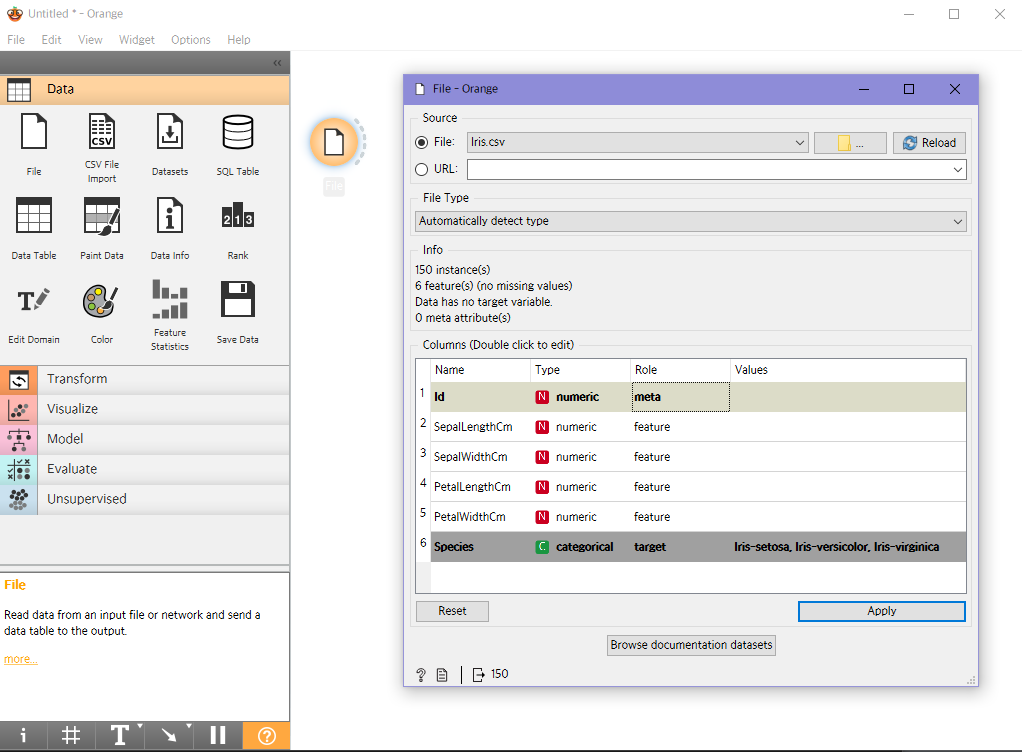 Untitled * - Orange
File Edit View Widget Options Help
Data
File
CSV File Import
Datasets
SQL Table
Data Table
Paint Data
Data Info
Rank
Edit Domain
Color
Feature Statistics
Save Data
Transform
Visualize
Model
Evaluate
Unsupervised
File
Read data from an input file or network and send a
data table to the output.
more...
File
File - Orange
Source
File: Iris.csv ... Reload
URL:
File Type
Automatically detect type
Info
150 instance(s)
6 feature(s) (no missing values)
Data has no target variable.
0 meta attribute(s)
Columns (Double click to edit)
Name Type Role Values
1 Id N numeric meta
2 SepalLengthCm N numeric feature
3 SepalWidthCm N numeric feature
4 PetalLengthCm N numeric feature
5 PetalWidthCm N numeric feature
6 Species C categorical target Iris-setosa, Iris-versicolor, Iris-virginica
Reset Apply
Browse documentation datasets
? 150